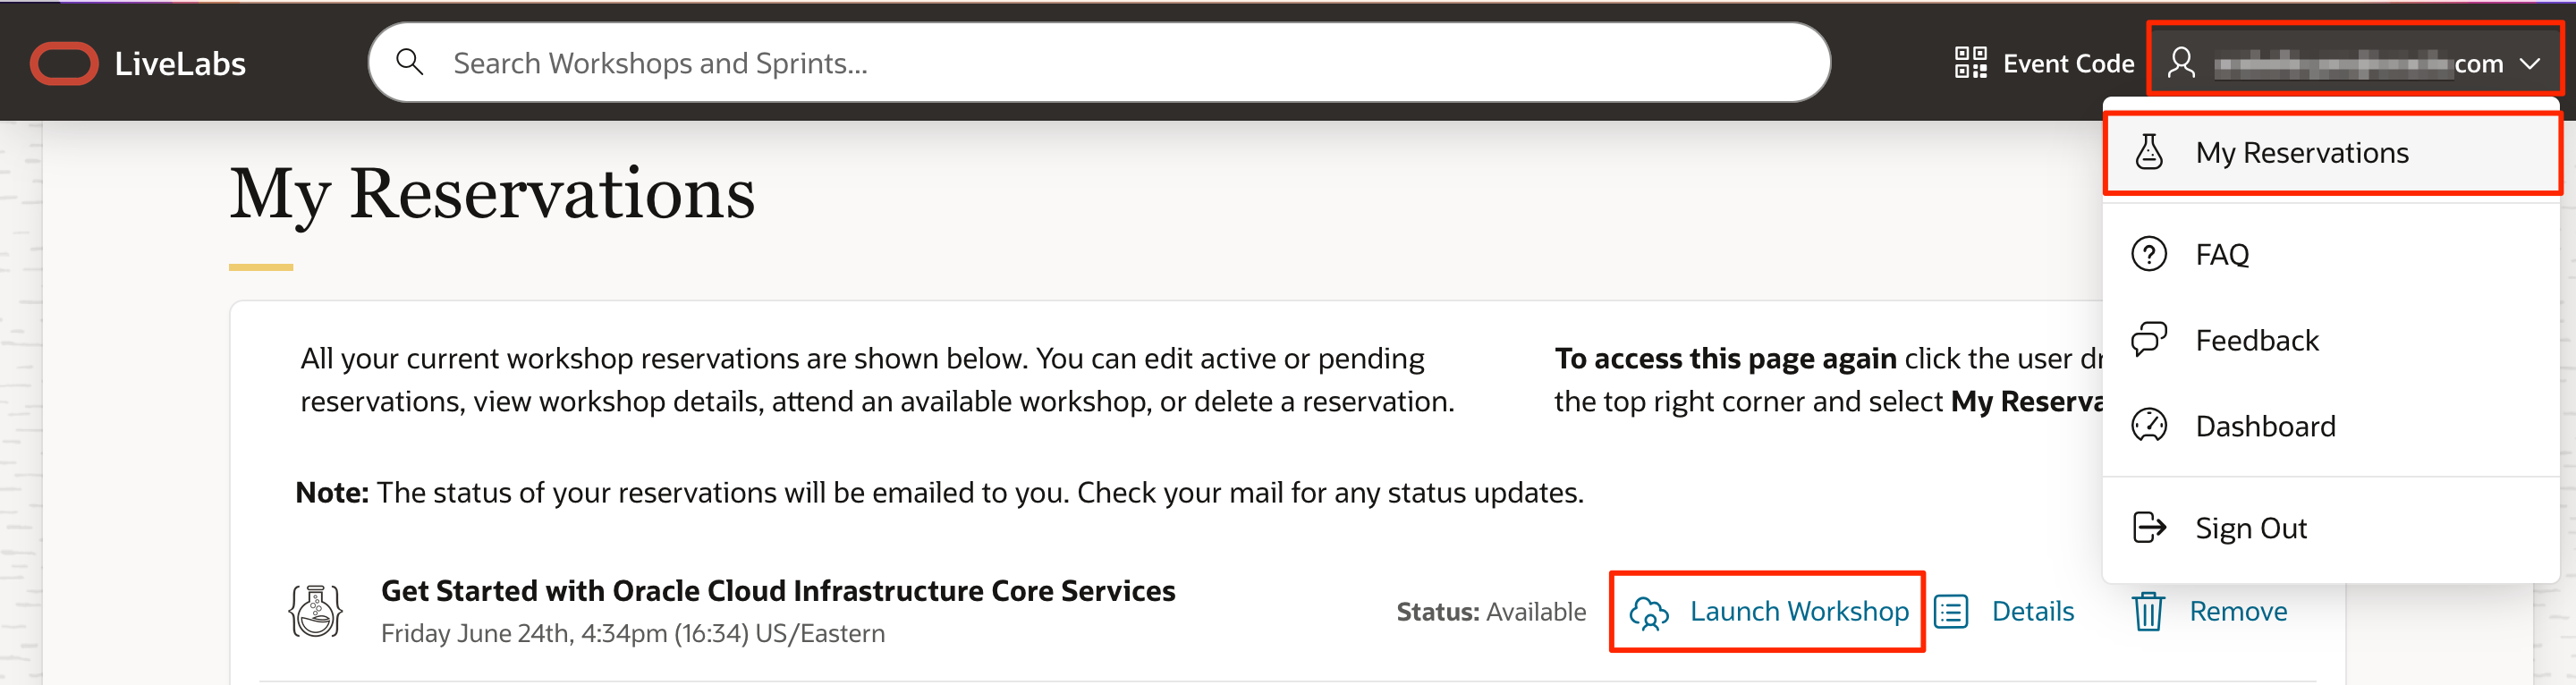 LiveLabs
Search Workshops and Sprints...
Event Code
com
My Reservations
FAQ
Feedback
Dashboard
Sign Out
My Reservations
All your current workshop reservations are shown below. You can edit active or pending
reservations, view workshop details, attend an available workshop, or delete a reservation.
To access this page again click the user
the top right corner and select My
Note: The status of your reservations will be emailed to you. Check your mail for any status updates.
Get Started with Oracle Cloud Infrastructure Core Services
Friday June 24th, 4:34pm (16:34) US/Eastern
Status: Available
Launch Workshop
Details
Remove